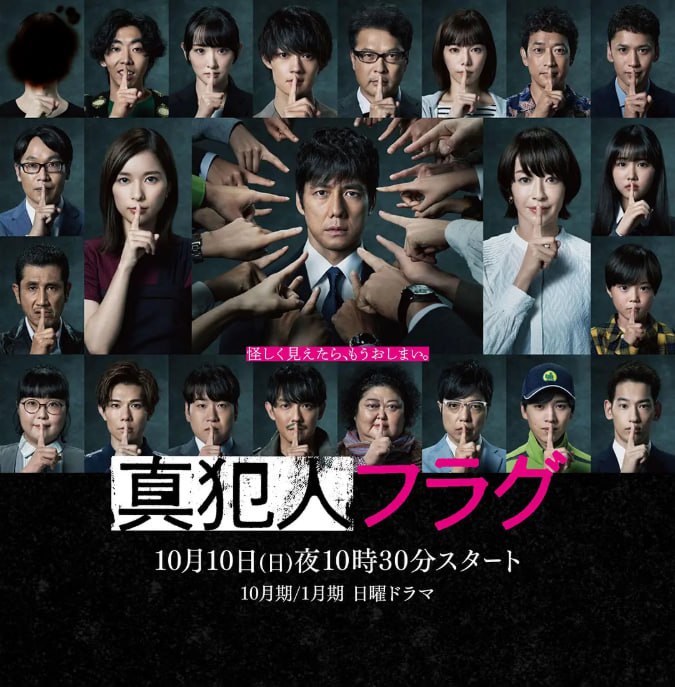 怪しく見えたら、もうおしまい。
真犯人フラグ
10月10日(日)夜10時30分スタート
10月期/1月期 日曜ドラマ